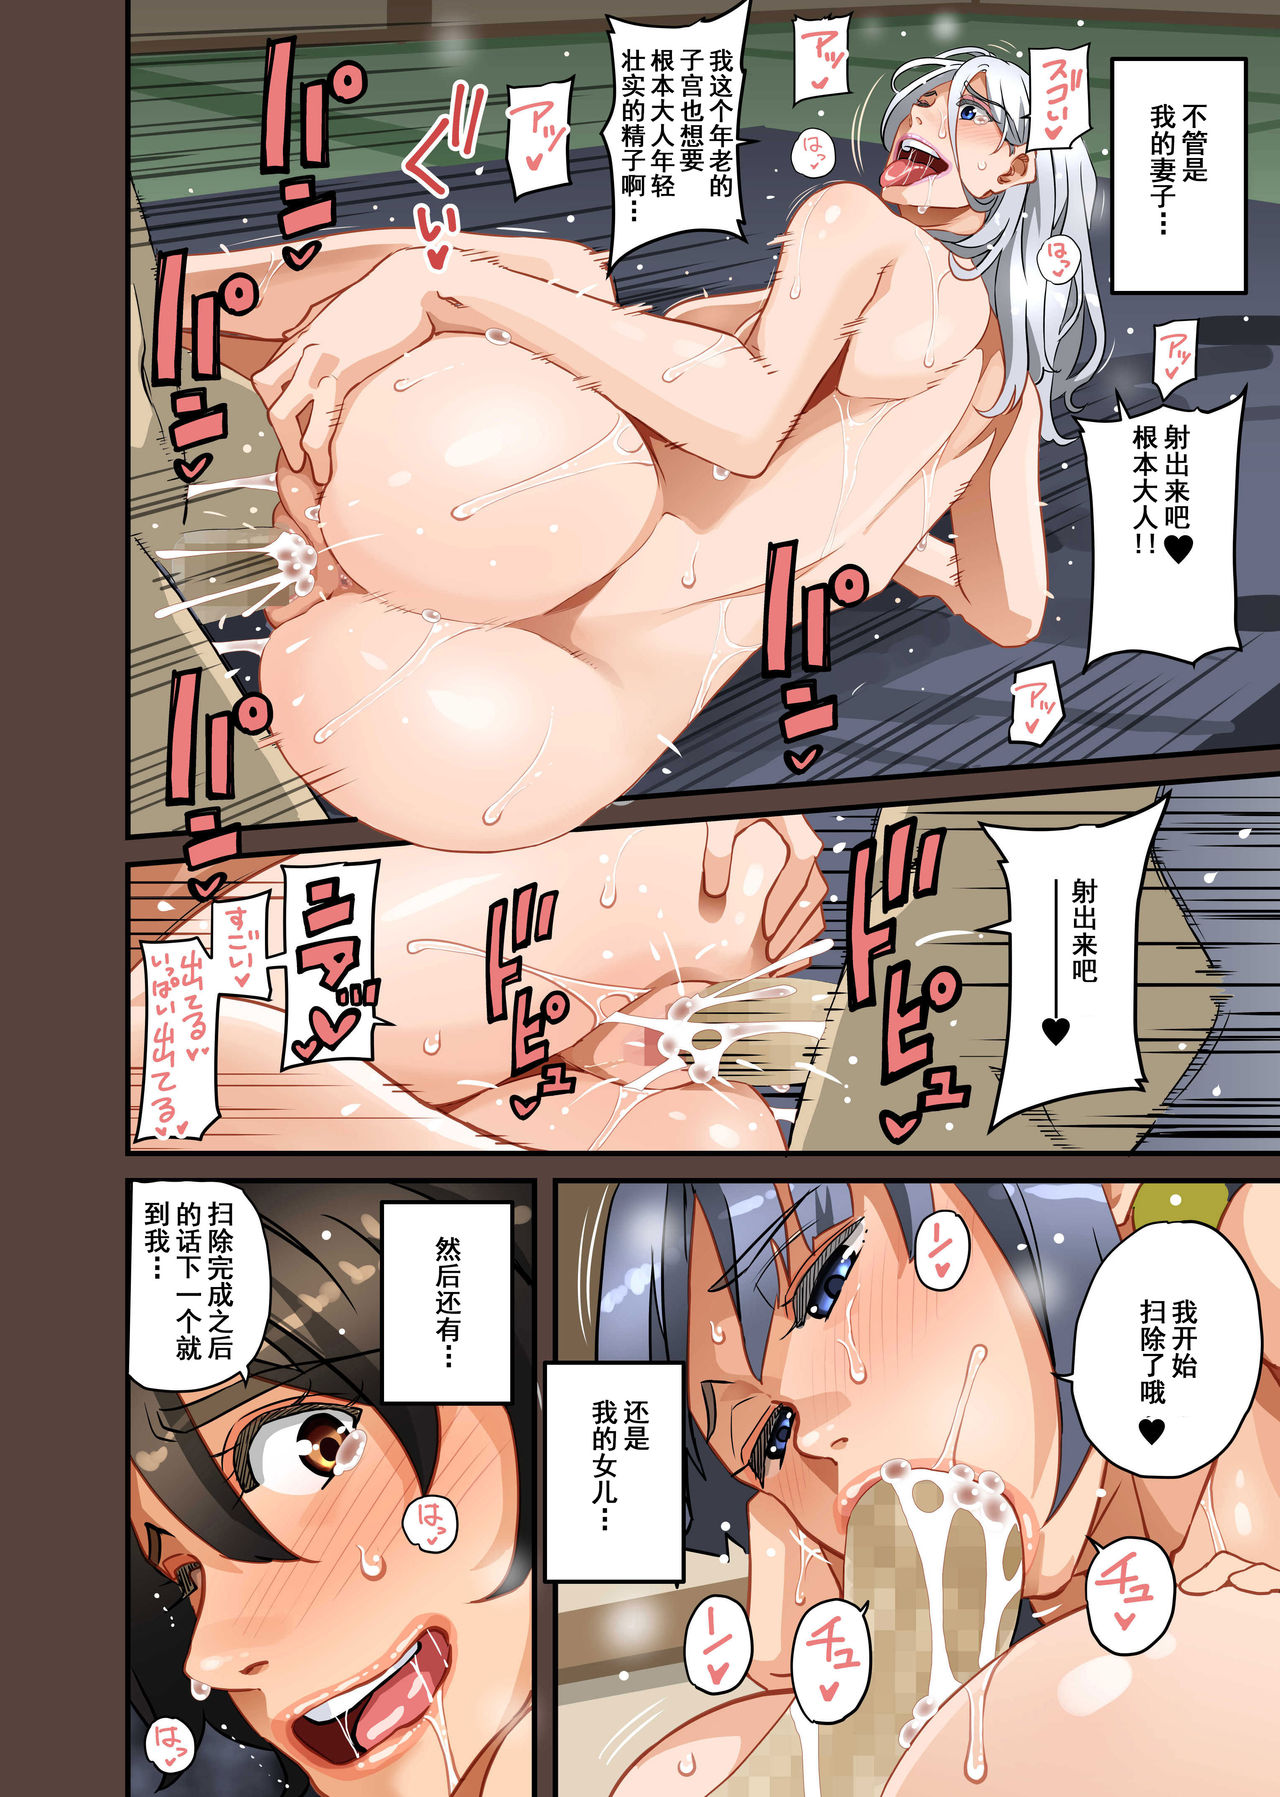 不管是
我的妻子…
スゴい♡
アッ♡
はっ
我这个年老的
子宫也想要
根本大人年轻
壮实的精子啊…
アッ♡
はっ♡
アッ♡
射出来吧♥
根本大人!!
アッ♡
ぐい♥
パンッ♡
パンッ♡
パンッ♡
パンッ♡
射出来吧
——♥
ドピュ♡
ドピュ♡
ニアッ♡
すごい♡
出てる♡
いっぱい出てる♡
我开始
扫除了哦♥
チュ♡
チュ♡
还是
我的女儿…
然后还有…
扫除完成之后
的话下一个就
到我…
はっ♡
はっ♡